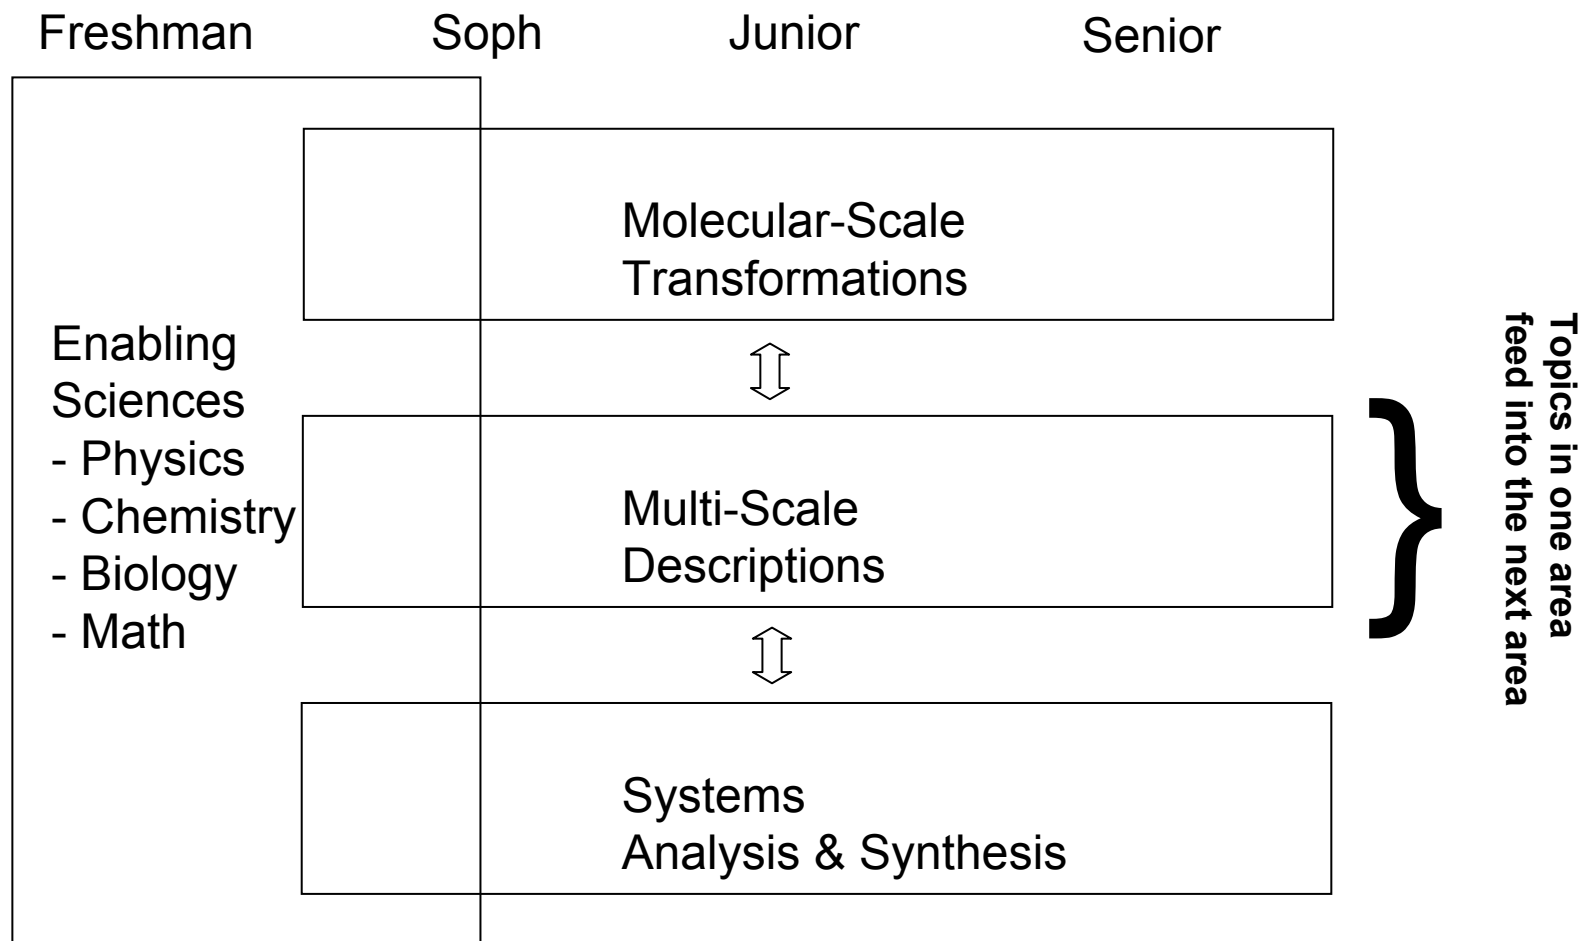 Freshman Soph Junior Senior
Molecular-Scale
Transformations
Enabling
Sciences
- Physics
- Chemistry
- Biology
- Math
Multi-Scale
Descriptions
Systems
Analysis & Synthesis
Topics in one area
feed into the next area